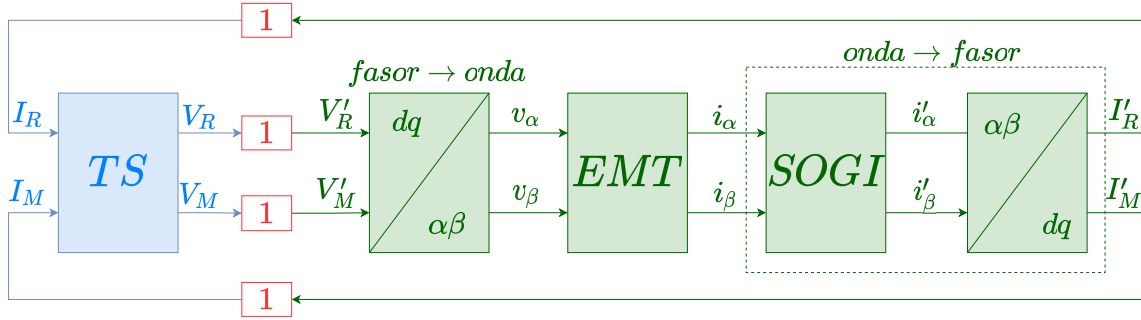 1
onda → fasor
fasor → onda
I_R
V_R
1
V'_R
dq
v_α
i_α
i'_α
αβ
I'_R
TS
EMT
SOGI
I_M
V_M
1
V'_M
αβ
v_β
i_β
i'_β
dq
I'_M
1